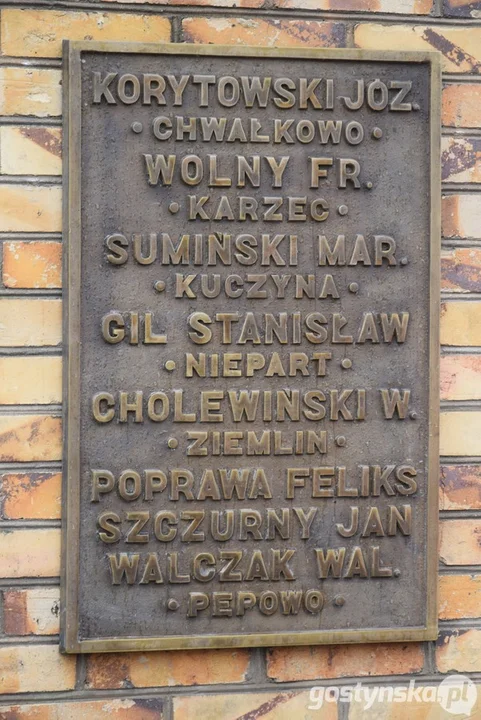 KORYTOWSKI JÓZ.
• CHWAŁKOWO •
WOLNY FR.
• KARZEC •
SUMIŃSKI MAR.
• KUCZYNA •
GIL STANISŁAW
• NIEPART •
CHOLEWIŃSKI W.
• ZIEMLIN •
POPRAWA FELIKS
SZCZURNY JAN
WALCZAK WAL.
• PĘPOWO •
gostynska.pl